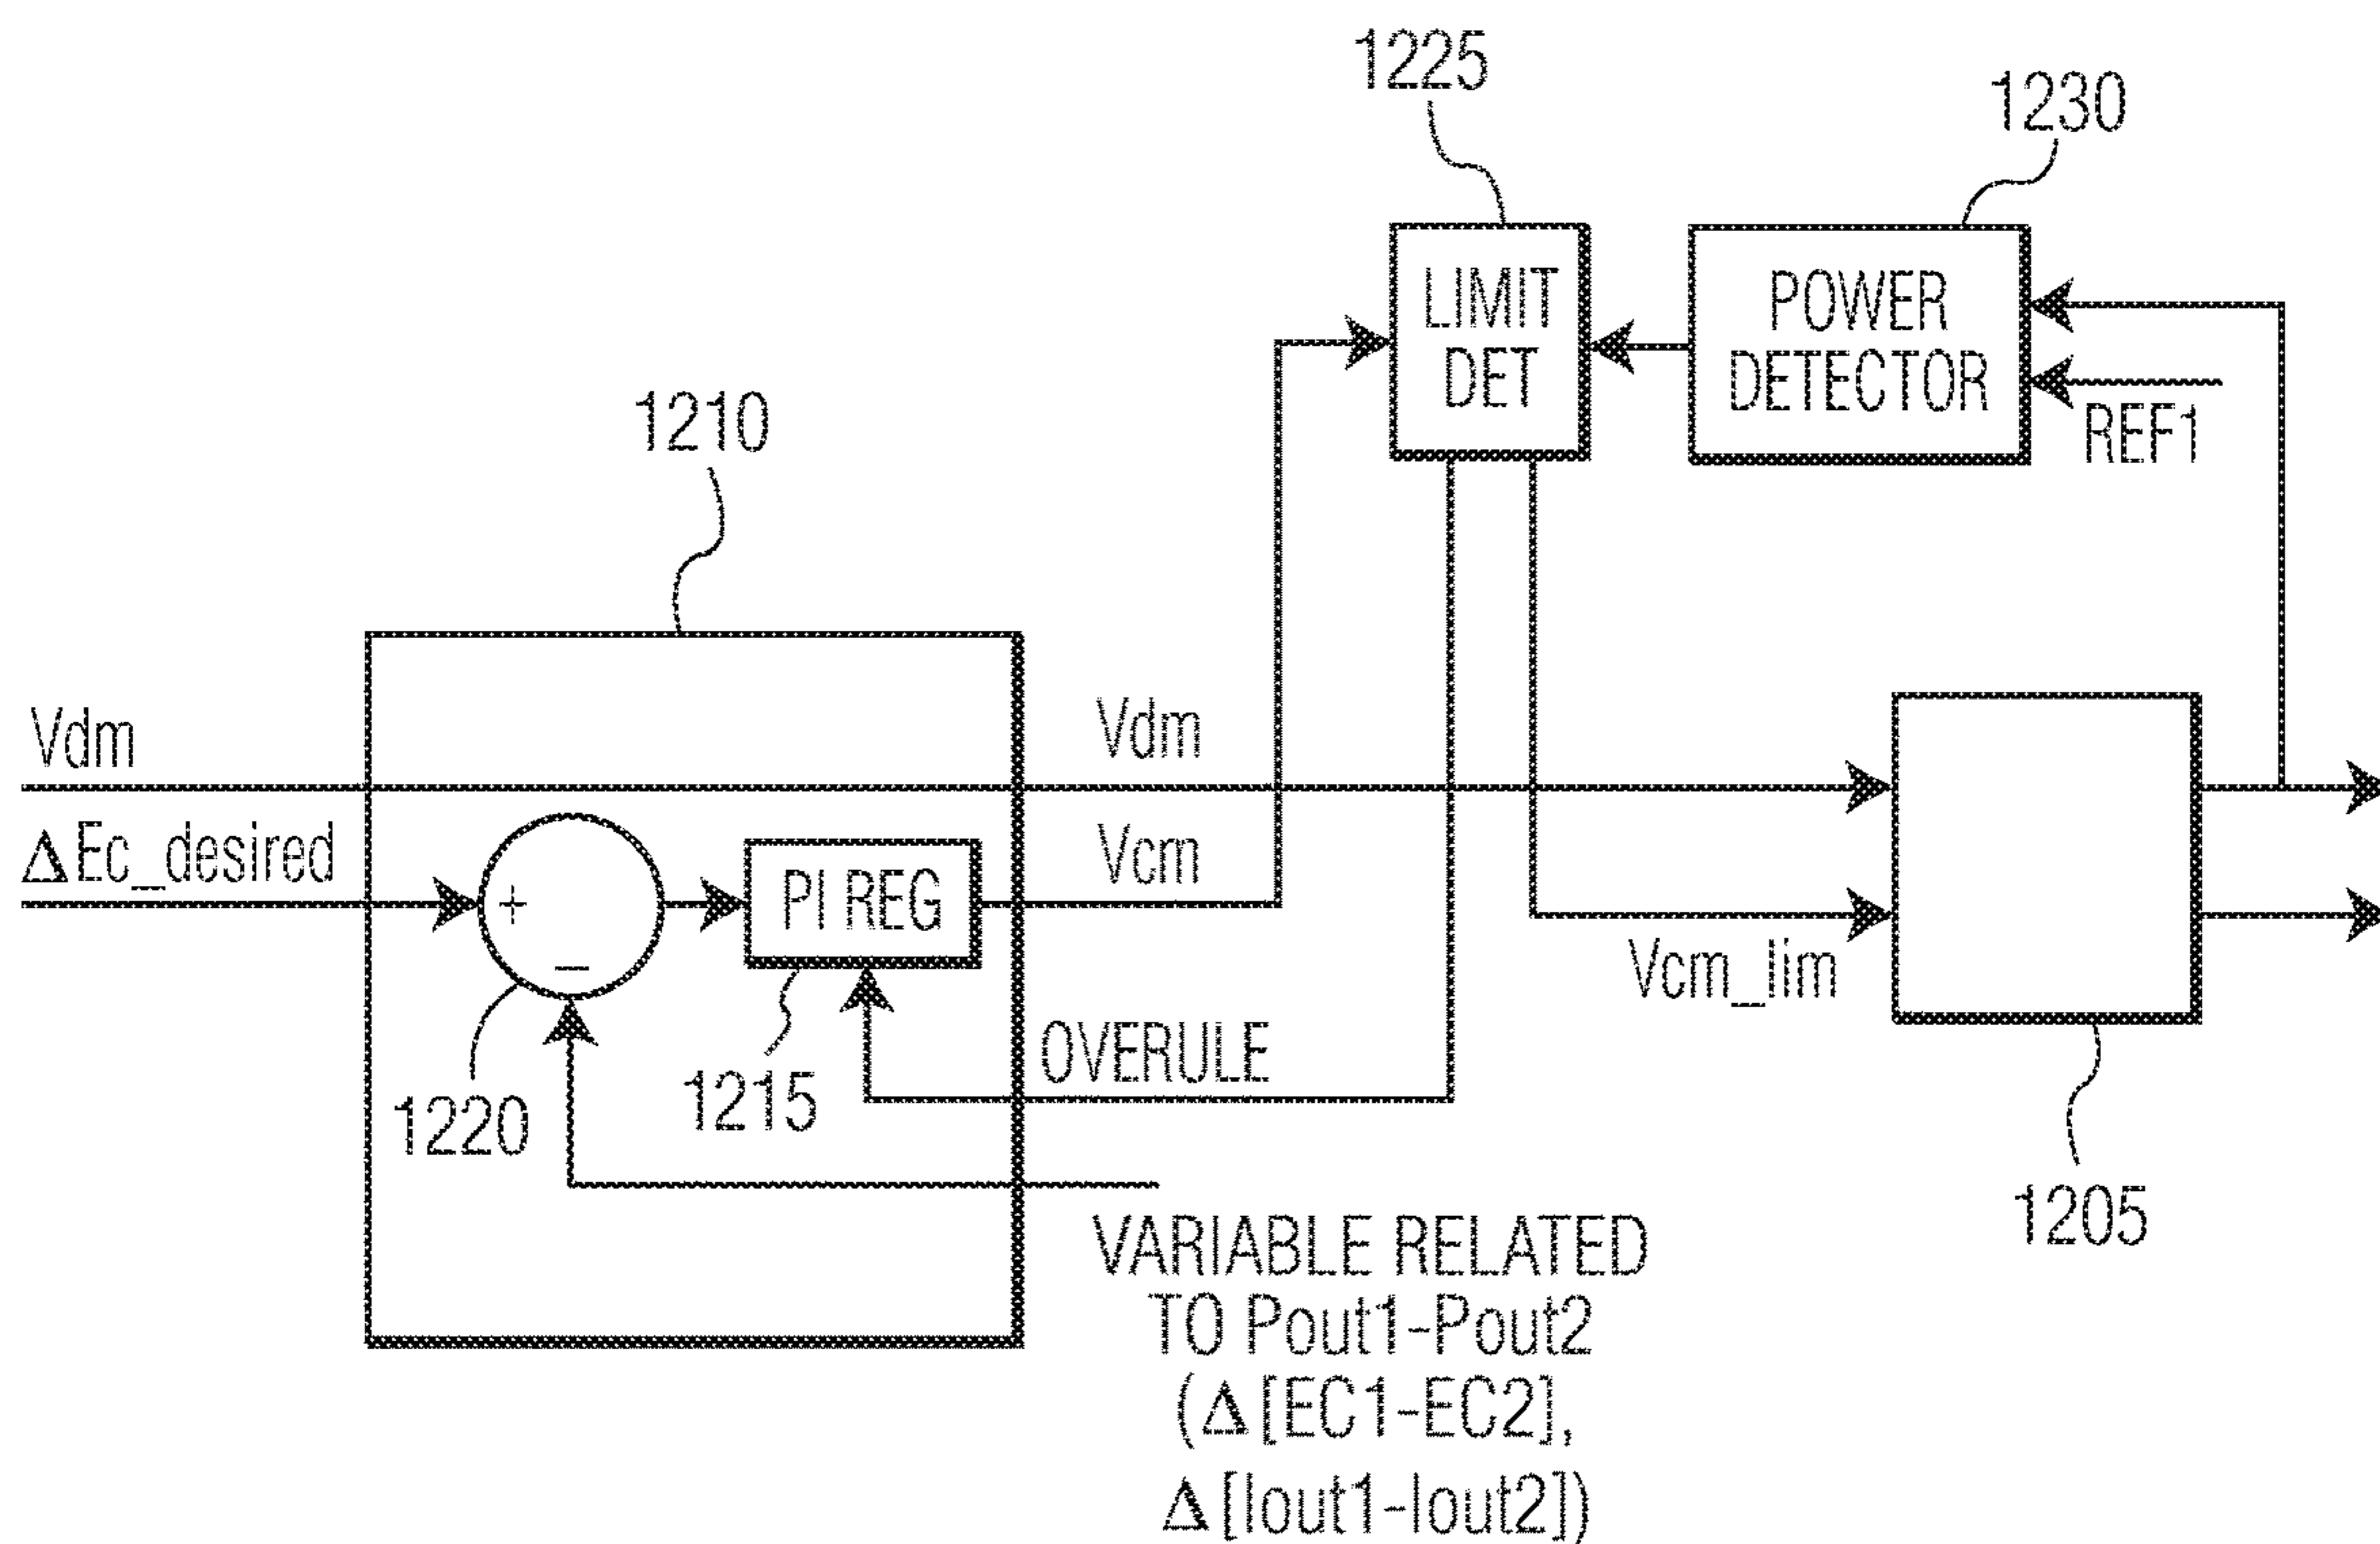 1225
1230
LIMIT
DET
POWER
DETECTOR
REF1
1210
Vdm
Vdm
ΔEc_desired
+
−
PI REG
Vcm
Vcm_lim
OVERULE
1220
1215
1205
VARIABLE RELATED
TO Pout1-Pout2
(Δ[EC1-EC2],
Δ[Iout1-Iout2])